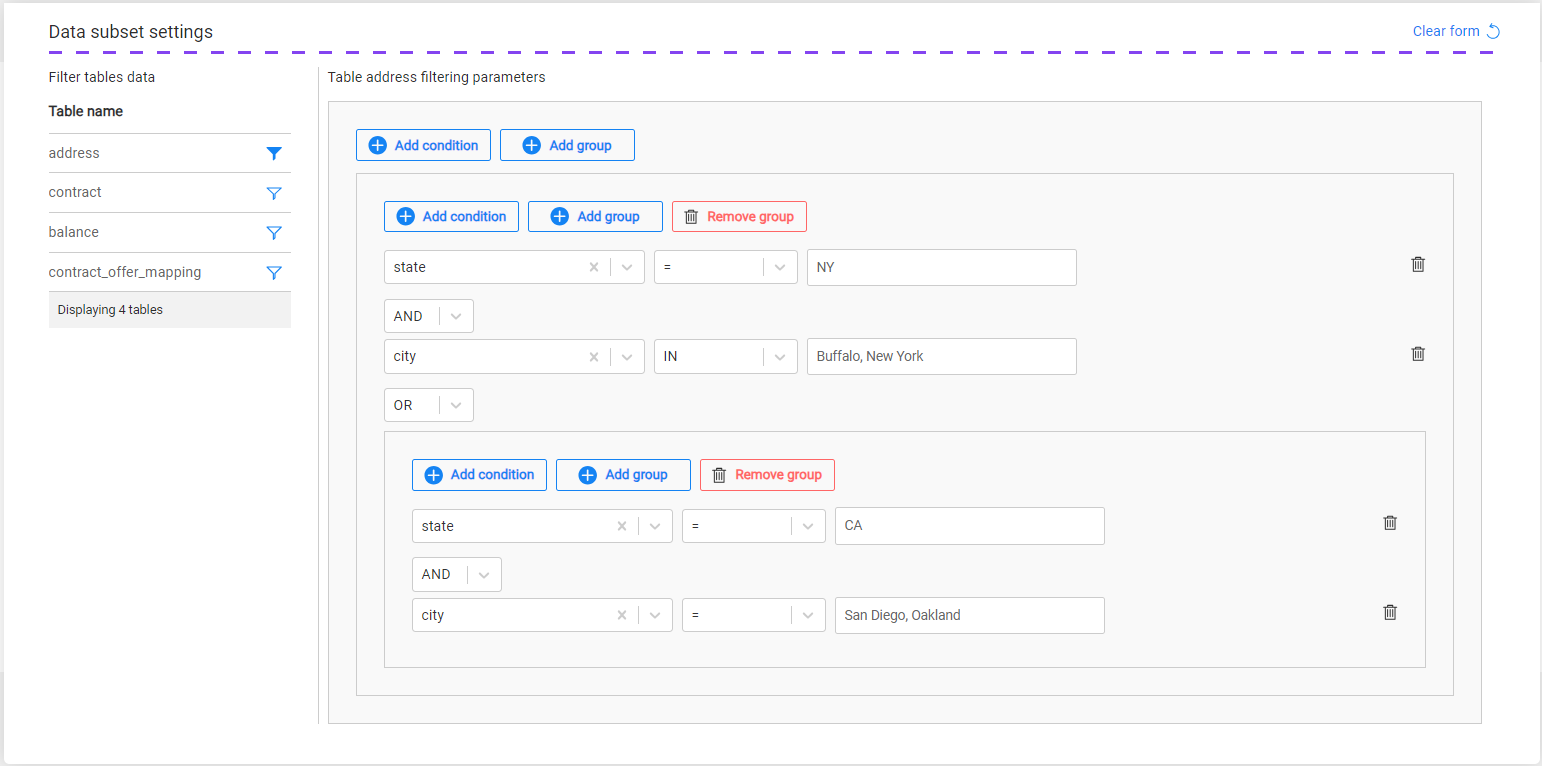 Data subset settings
Clear form
Filter tables data
Table name
address
contract
balance
contract_offer_mapping
Displaying 4 tables
Table address filtering parameters
Add condition Add group
Add condition Add group Remove group
state = NY
AND
city IN Buffalo, New York
OR
Add condition Add group Remove group
state = CA
AND
city = San Diego, Oakland